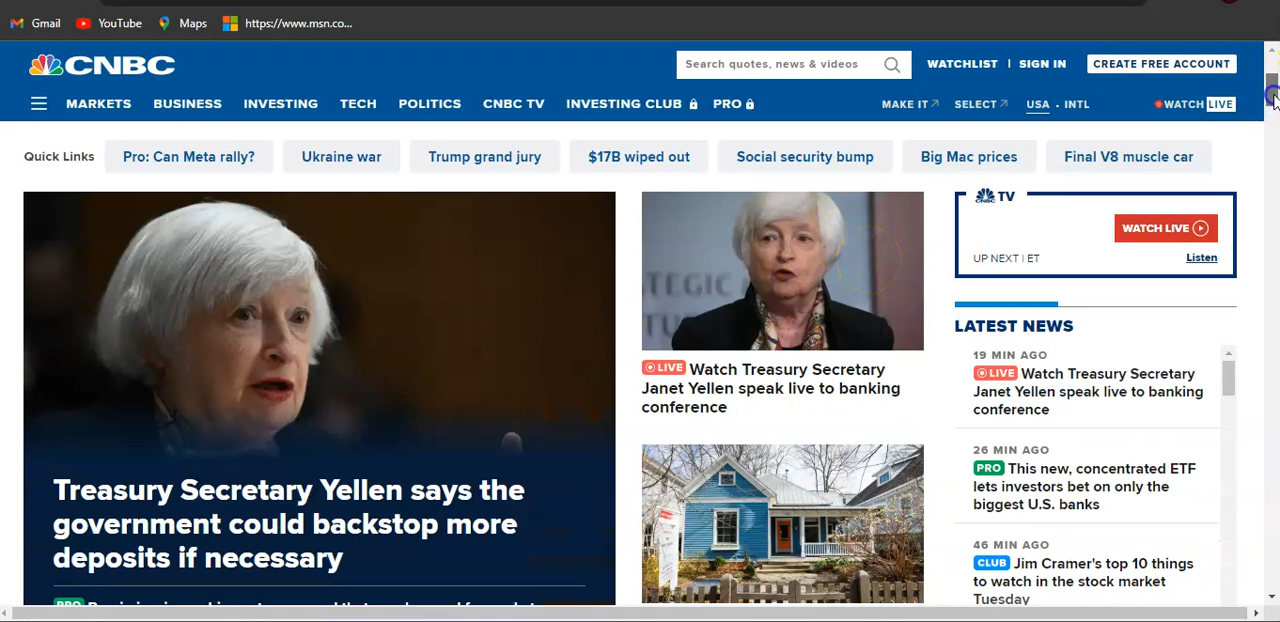 Gmail YouTube Maps https://www.msn.co...
CNBC
Search quotes, news & videos WATCHLIST | SIGN IN CREATE FREE ACCOUNT
MARKETS BUSINESS INVESTING TECH POLITICS CNBC TV INVESTING CLUB PRO MAKE IT SELECT USA • INTL WATCH LIVE
Quick Links Pro: Can Meta rally? Ukraine war Trump grand jury $17B wiped out Social security bump Big Mac prices Final V8 muscle car
Treasury Secretary Yellen says the
government could backstop more
deposits if necessary
PRO
LIVE Watch Treasury Secretary
Janet Yellen speak live to banking
conference
CNBC TV
WATCH LIVE
UP NEXT | ET Listen
LATEST NEWS
19 MIN AGO
LIVE Watch Treasury Secretary
Janet Yellen speak live to banking
conference
26 MIN AGO
PRO This new, concentrated ETF
lets investors bet on only the
biggest U.S. banks
46 MIN AGO
CLUB Jim Cramer's top 10 things
to watch in the stock market
Tuesday